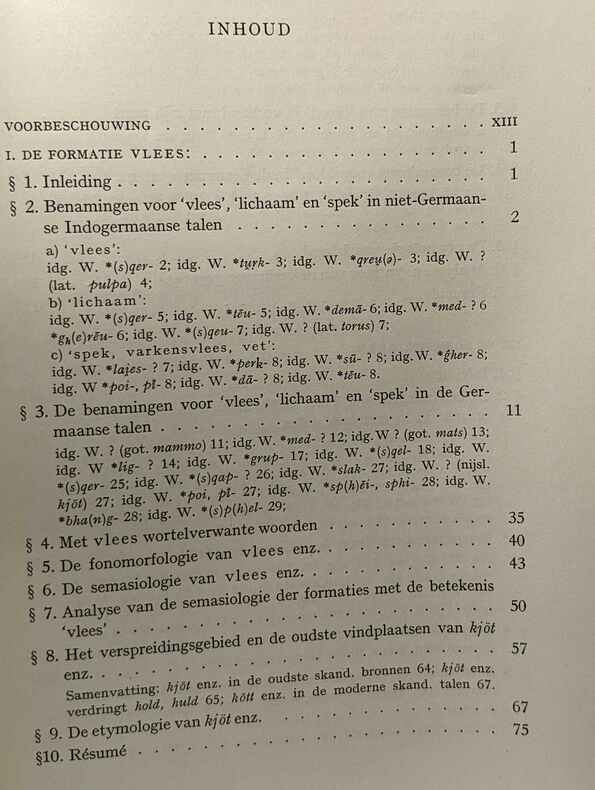 INHOUD
VOORBESCHOUWING . . . . . . . . . . . . . . . . . . . XIII
I. DE FORMATIE VLEES: . . . . . . . . . . . . . . . . . 1
§ 1. Inleiding . . . . . . . . . . . . . . . . . . . . . 1
§ 2. Benamingen voor ‘vlees’, ‘lichaam’ en ‘spek’ in niet-Germaan-
se Indogermaanse talen . . . . . . . . . . . . . . 2
a) ‘vlees’:
idg. W. *(s)qer- 2; idg. W. *tu̯r̥k- 3; idg. W. *qreu̯(ə)- 3; idg. W. ?
(lat. pulpa) 4;
b) ‘lichaam’:
idg. W. *(s)qer- 5; idg. W. *tēu- 5; idg. W. *demā- 6; idg. W. *med- ? 6
*gh(e)rēu- 6; idg. W. *(s)qeu- 7; idg. W. ? (lat. torus) 7;
c) ‘spek, varkensvlees, vet’:
idg. W. *lai̯es- ? 7; idg. W. *perk- 8; idg. W. *sū- ? 8; idg. W. *ĝher- 8;
idg. W *poi-, pī- 8; idg. W. *dā- ? 8; idg. W. *tēu- 8.
§ 3. De benamingen voor ‘vlees’, ‘lichaam’ en ‘spek’ in de Ger-
maanse talen . . . . . . . . . . . . . . . . . . . 11
idg. W. ? (got. mammo) 11; idg. W. *med- ? 12; idg. W ? (got. mats) 13;
idg. W *līg- ? 14; idg. W. *grup- 17; idg. W. *(s)qel- 18; idg. W.
*(s)qer- 25; idg. W. *(s)qap- ? 26; idg. W. *slak- 27; idg. W. ? (nijsl.
kjöt) 27; idg. W. *poi, pī- 27; idg. W. *sp(h)ēi-, sphi- 28; idg. W.
*bha(n)g- 28; idg. W. *(s)p(h)el- 29;
§ 4. Met vlees wortelverwante woorden . . . . . . . . . 35
§ 5. De fonomorfologie van vlees enz. . . . . . . . . . . 40
§ 6. De semasiologie van vlees enz. . . . . . . . . . . . 43
§ 7. Analyse van de semasiologie der formaties met de betekenis
‘vlees’ . . . . . . . . . . . . . . . . . . . . . 50
§ 8. Het verspreidingsgebied en de oudste vindplaatsen van kjöt
enz. . . . . . . . . . . . . . . . . . . . . . . 57
Samenvatting: kjöt enz. in de oudste skand. bronnen 64; kjöt enz.
verdringt hold, huld 65; kött enz. in de moderne skand. talen 67.
§ 9. De etymologie van kjöt enz. . . . . . . . . . . . . 67
§10. Résumé . . . . . . . . . . . . . . . . . . . . . 75